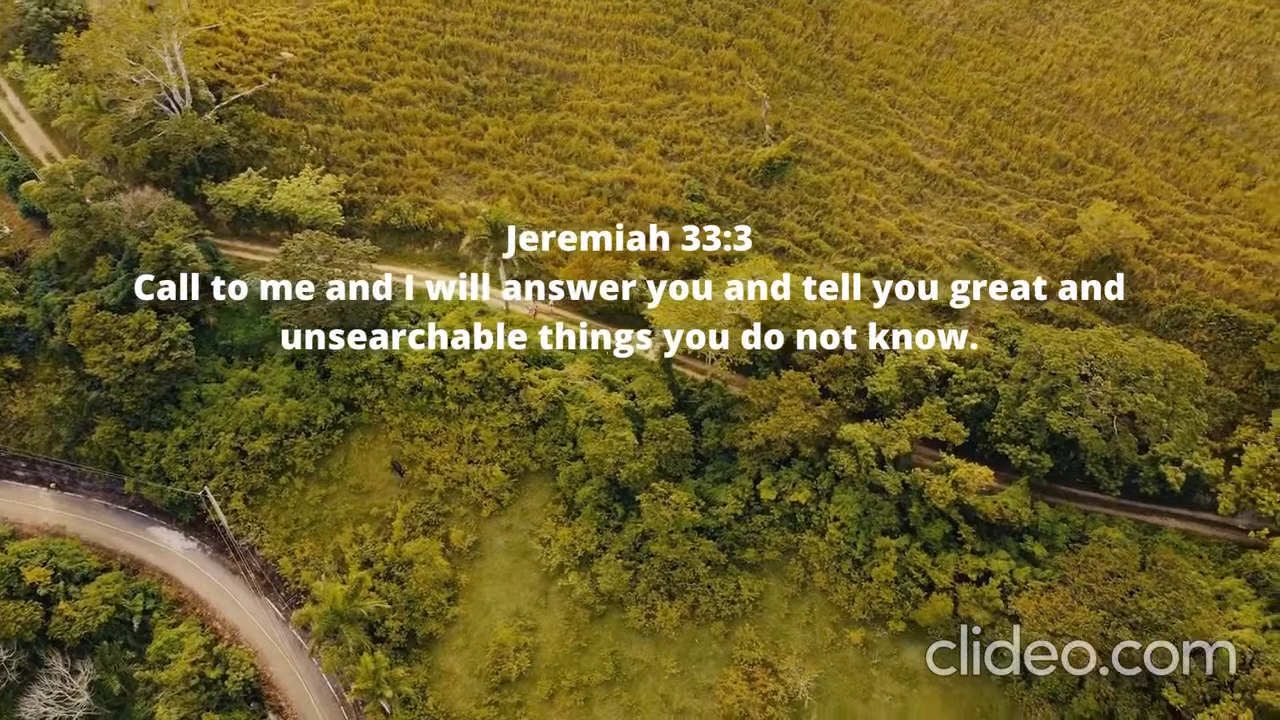 Jeremiah 33:3
Call to me and I will answer you and tell you great and
unsearchable things you do not know.
clideo.com